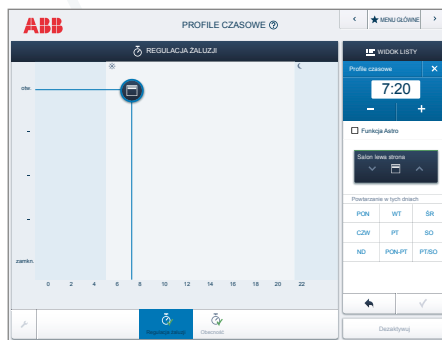 ABB
PROFILE CZASOWE ?
MENU GŁÓWNE
REGULACJA ŻALUZJI
WIDOK LISTY
Profile czasowe
7:20
- +
Funkcja Astro
Salon lewa strona
Powtarzanie w tych dniach
PON WT ŚR
CZW PT SO
ND PON-PT PT/SO
otw.
zamkn.
0 2 4 6 8 10 12 14 16 18 20 22
Regulacja żaluzji
Obecność
Dezaktywuj